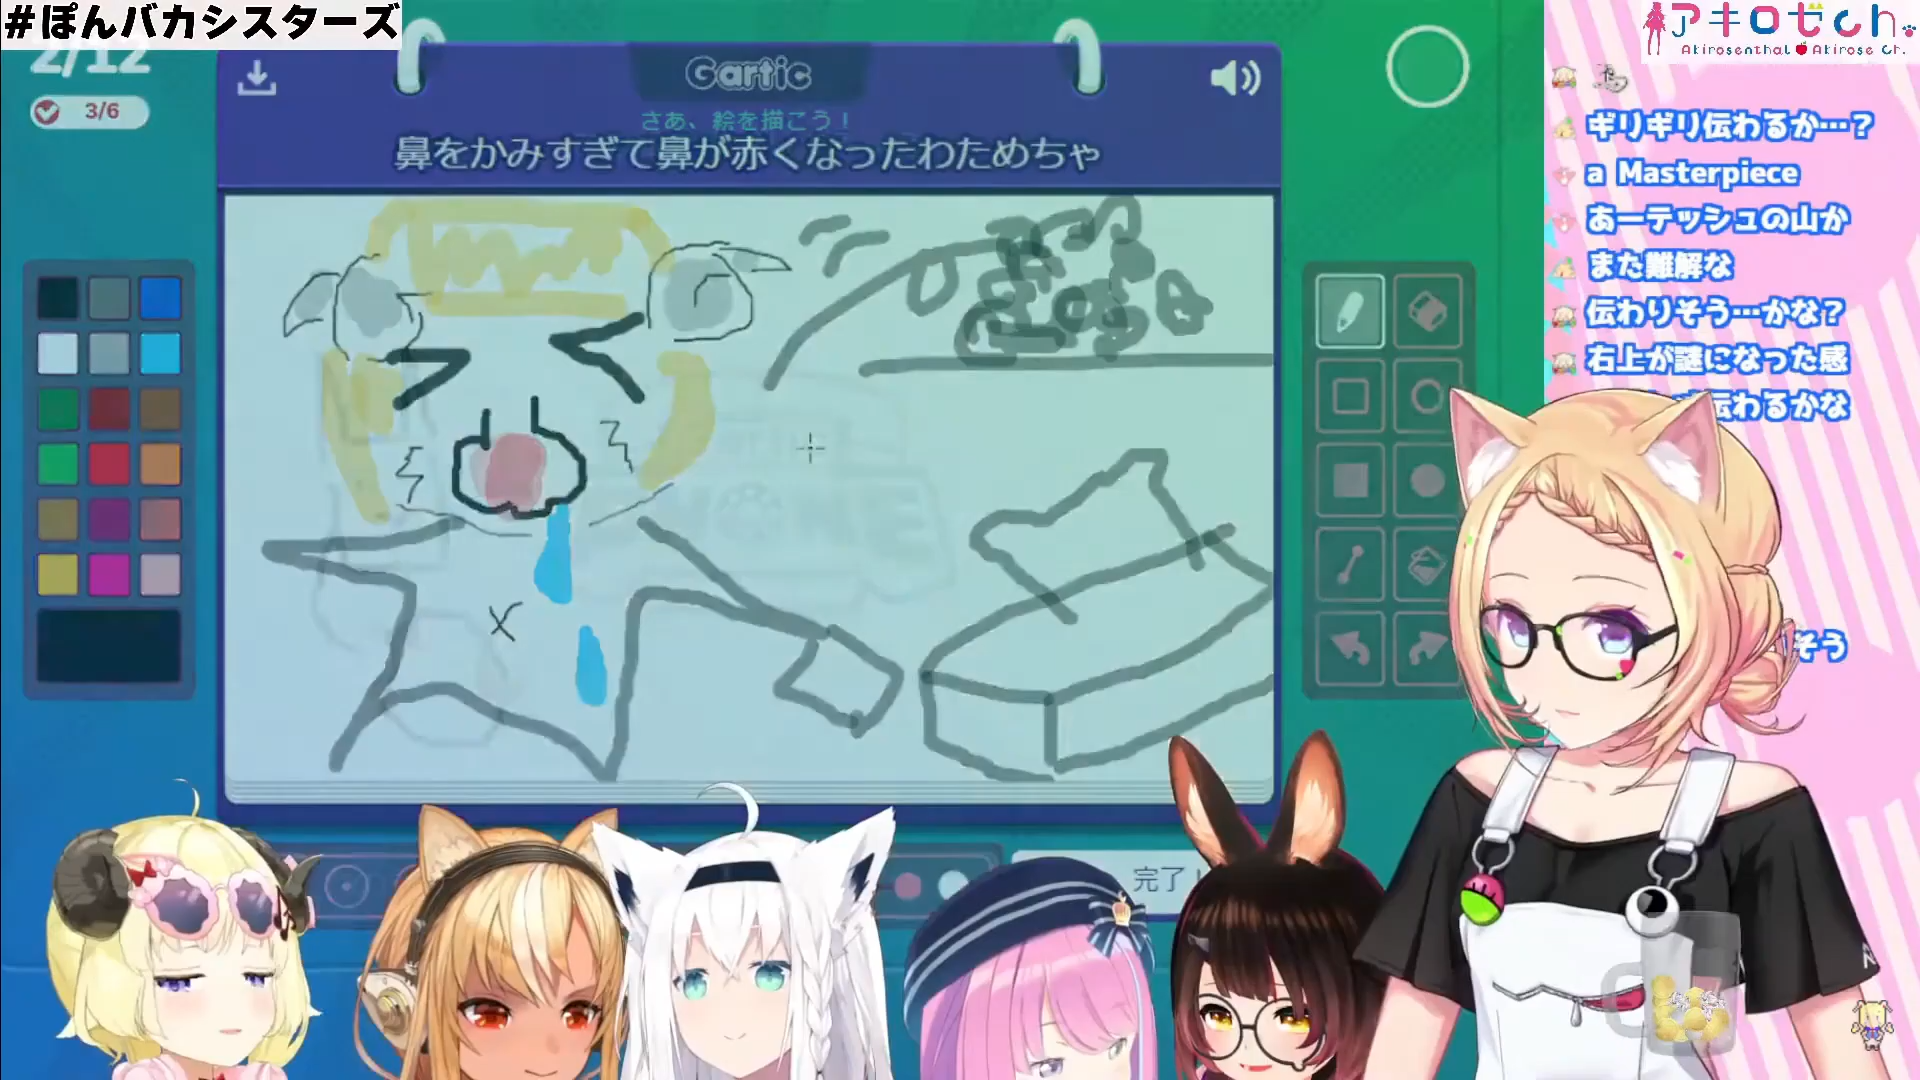 #ぽんバカシスターズ
2/12
3/6
Gartic
さあ、絵を描こう!
鼻をかみすぎて鼻が赤くなったわためちゃ
アキロゼch.
Akirosenthal Akirose Ch.
ギリギリ伝わるか…?
a Masterpiece
あーテッシュの山か
また難解な
伝わりそう…かな?
右上が謎になった感
伝わるかな
そう
完了!